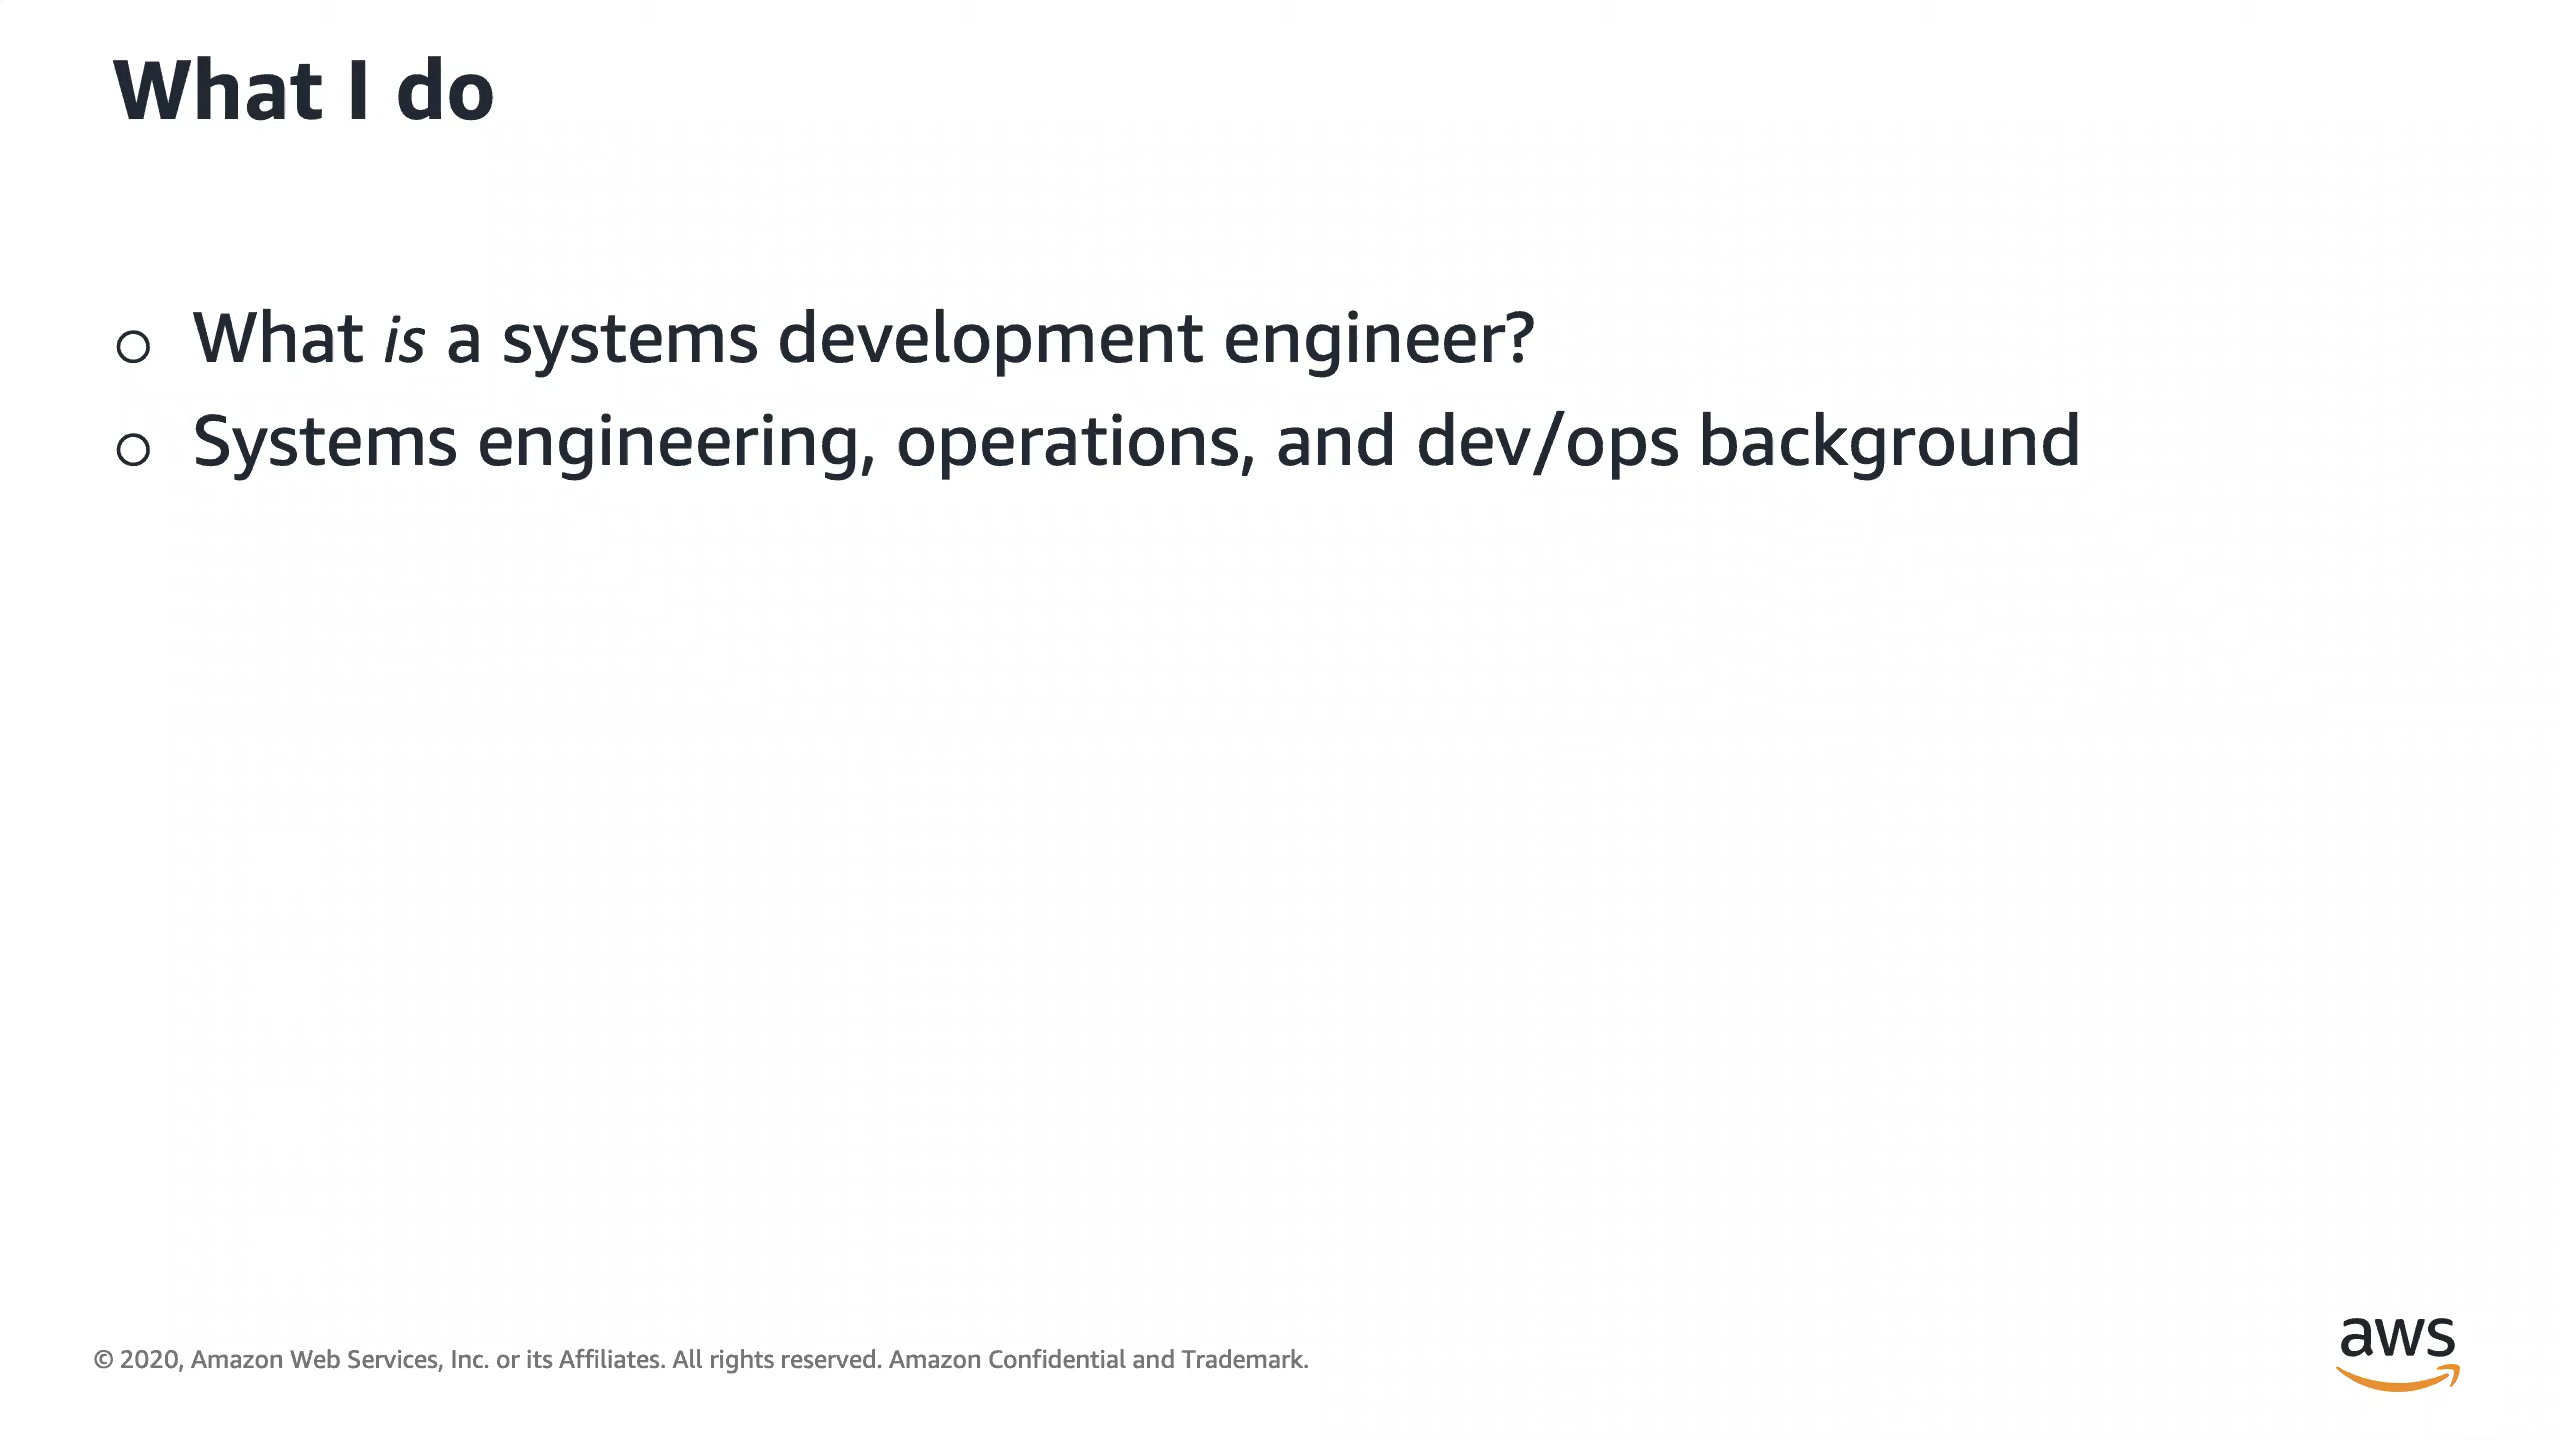 What I do
○ What is a systems development engineer?
○ Systems engineering, operations, and dev/ops background
© 2020, Amazon Web Services, Inc. or its Affiliates. All rights reserved. Amazon Confidential and Trademark.
aws